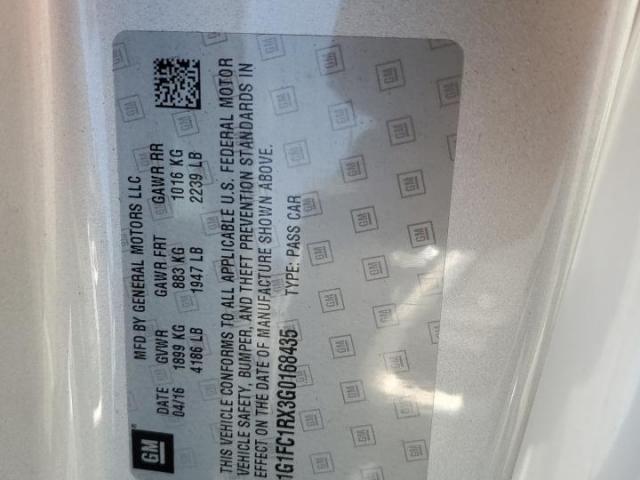 MFD BY GENERAL MOTORS LLC
DATE GVWR GAWR FRT GAWR RR
04/16 1899 KG 883 KG 1016 KG
4186 LB 1947 LB 2239 LB
GM
THIS VEHICLE CONFORMS TO ALL APPLICABLE U.S. FEDERAL MOTOR
VEHICLE SAFETY, BUMPER, AND THEFT PREVENTION STANDARDS IN
EFFECT ON THE DATE OF MANUFACTURE SHOWN ABOVE.
1G1FC1RX3G0168435 TYPE: PASS CAR